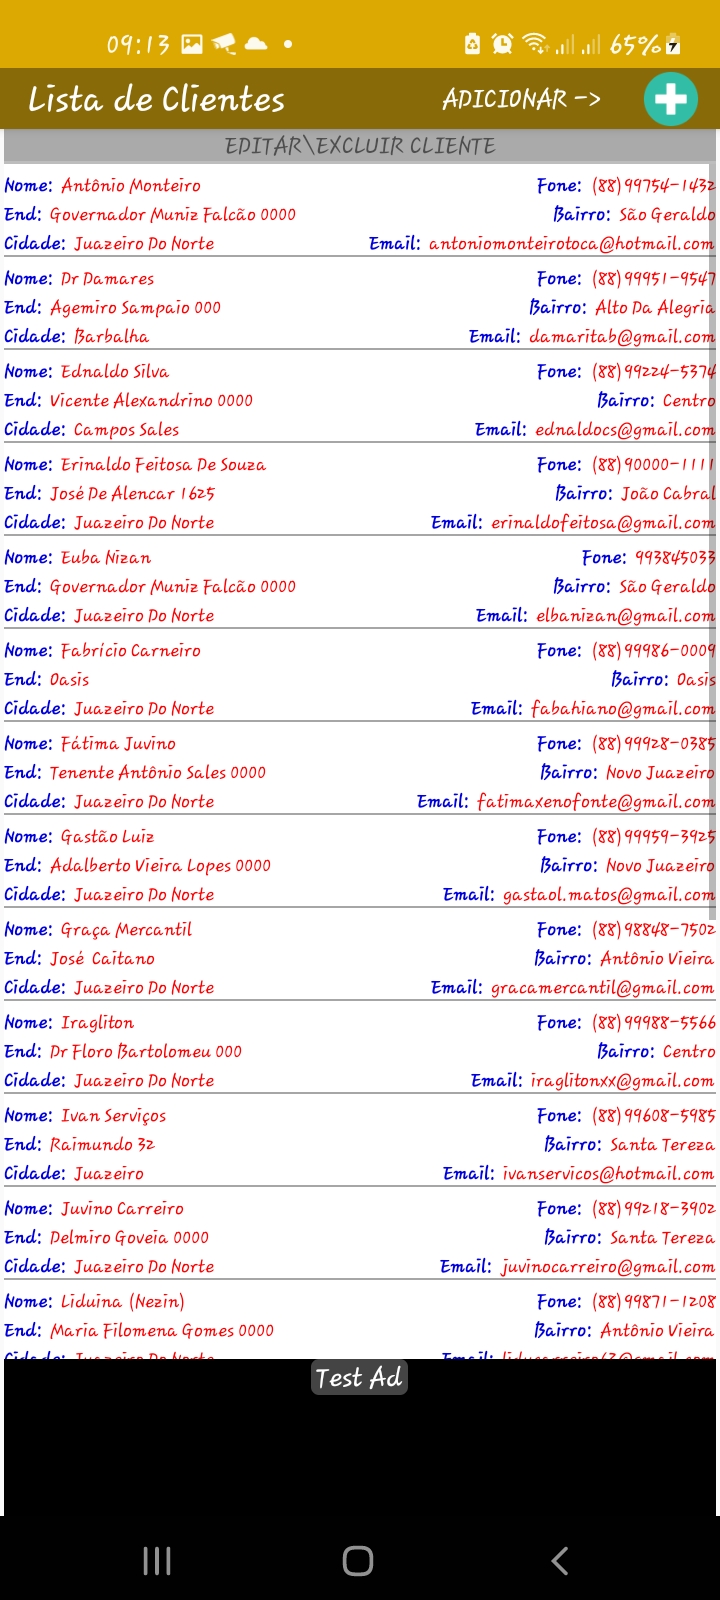 09:13 65%
Lista de Clientes ADICIONAR ->
EDITAR\EXCLUIR CLIENTE
Nome: Antônio Monteiro Fone: (88)99754-1432
End: Governador Muniz Falcão 0000 Bairro: São Geraldo
Cidade: Juazeiro Do Norte Email: antoniomonteirotoca@hotmail.com
Nome: Dr Damares Fone: (88)99951-9547
End: Agemiro Sampaio 000 Bairro: Alto Da Alegria
Cidade: Barbalha Email: damaritab@gmail.com
Nome: Ednaldo Silva Fone: (88)99224-5374
End: Vicente Alexandrino 0000 Bairro: Centro
Cidade: Campos Sales Email: ednaldocs@gmail.com
Nome: Erinaldo Feitosa De Souza Fone: (88)90000-1111
End: José De Alencar 1625 Bairro: João Cabral
Cidade: Juazeiro Do Norte Email: erinaldofeitosa@gmail.com
Nome: Euba Nizan Fone: 993845033
End: Governador Muniz Falcão 0000 Bairro: São Geraldo
Cidade: Juazeiro Do Norte Email: elbanizan@gmail.com
Nome: Fabrício Carneiro Fone: (88)99986-0009
End: Oasis Bairro: Oasis
Cidade: Juazeiro Do Norte Email: fabahiano@gmail.com
Nome: Fátima Juvino Fone: (88)99928-0385
End: Tenente Antônio Sales 0000 Bairro: Novo Juazeiro
Cidade: Juazeiro Do Norte Email: fatimaxenofonte@gmail.com
Nome: Gastão Luiz Fone: (88)99959-3925
End: Adalberto Vieira Lopes 0000 Bairro: Novo Juazeiro
Cidade: Juazeiro Do Norte Email: gastaol.matos@gmail.com
Nome: Graça Mercantil Fone: (88)98848-7502
End: José Caitano Bairro: Antônio Vieira
Cidade: Juazeiro Do Norte Email: gracamercantil@gmail.com
Nome: Iragliton Fone: (88)99988-5566
End: Dr Floro Bartolomeu 000 Bairro: Centro
Cidade: Juazeiro Do Norte Email: iraglitonxx@gmail.com
Nome: Ivan Serviços Fone: (88)99608-5985
End: Raimundo 32 Bairro: Santa Tereza
Cidade: Juazeiro Email: ivanservicos@hotmail.com
Nome: Juvino Carreiro Fone: (88)99218-3902
End: Delmiro Goveia 0000 Bairro: Santa Tereza
Cidade: Juazeiro Do Norte Email: juvinocarreiro@gmail.com
Nome: Liduina (Nezin) Fone: (88)99871-1208
End: Maria Filomena Gomes 0000 Bairro: Antônio Vieira
Cidade: Juazeiro Do Norte Email:
Test Ad